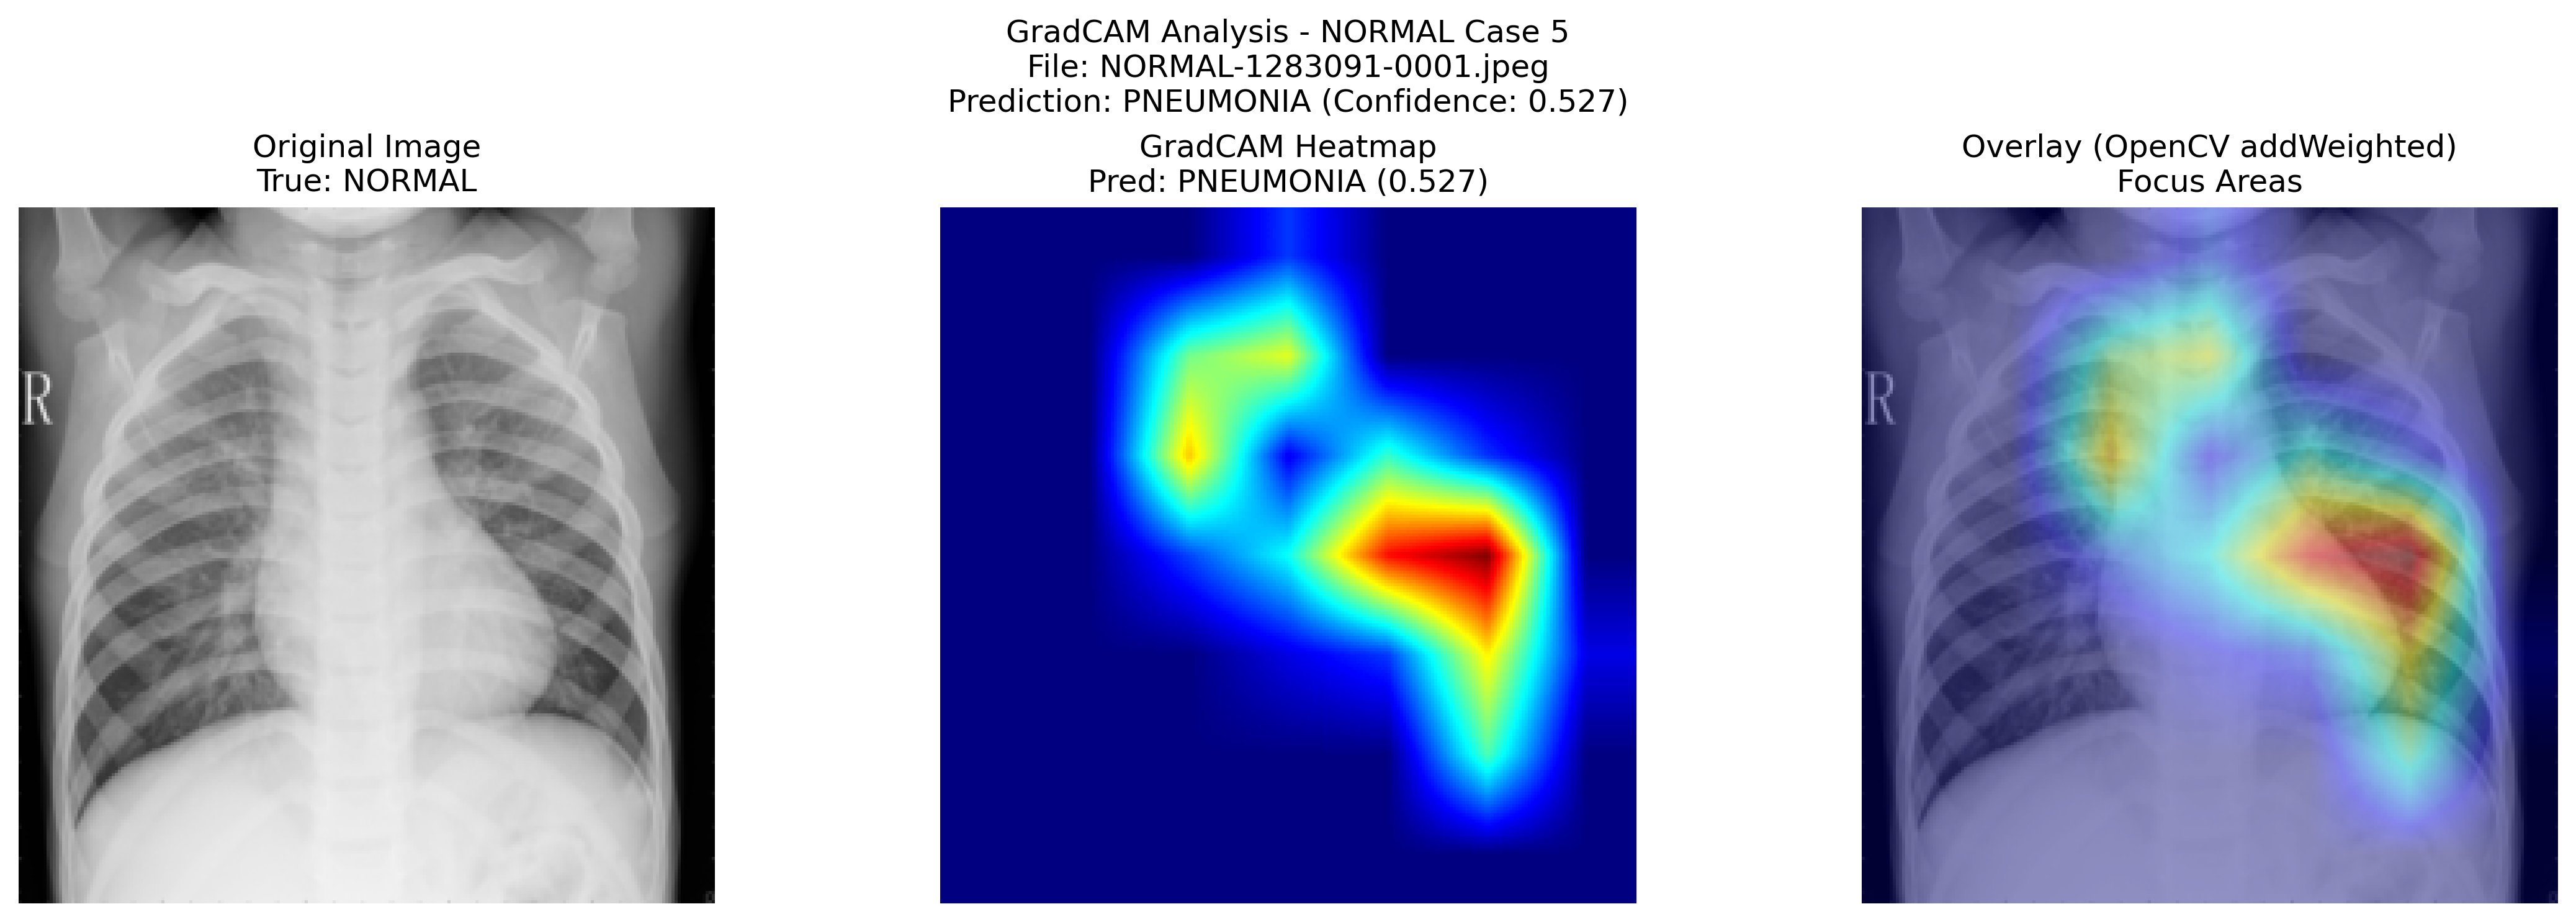 GradCAM Analysis - NORMAL Case 5
File: NORMAL-1283091-0001.jpeg
Prediction: PNEUMONIA (Confidence: 0.527)
Original Image
True: NORMAL
GradCAM Heatmap
Pred: PNEUMONIA (0.527)
Overlay (OpenCV addWeighted)
Focus Areas
R
R